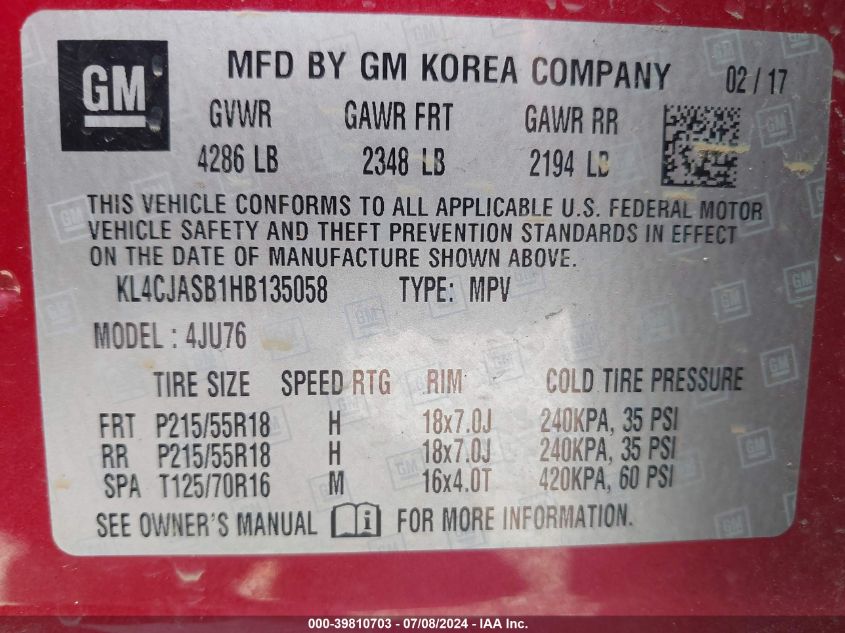 GM MFD BY GM KOREA COMPANY 02 / 17
GVWR GAWR FRT GAWR RR
4286 LB 2348 LB 2194 LB
THIS VEHICLE CONFORMS TO ALL APPLICABLE U.S. FEDERAL MOTOR
VEHICLE SAFETY AND THEFT PREVENTION STANDARDS IN EFFECT
ON THE DATE OF MANUFACTURE SHOWN ABOVE.
KL4CJASB1HB135058 TYPE: MPV
MODEL : 4JU76
TIRE SIZE SPEED RTG RIM COLD TIRE PRESSURE
FRT P215/55R18 H 18x7.0J 240KPA, 35 PSI
RR P215/55R18 H 18x7.0J 240KPA, 35 PSI
SPA T125/70R16 M 16x4.0T 420KPA, 60 PSI
SEE OWNER'S MANUAL i FOR MORE INFORMATION.
000-39810703 - 07/08/2024 - IAA Inc.